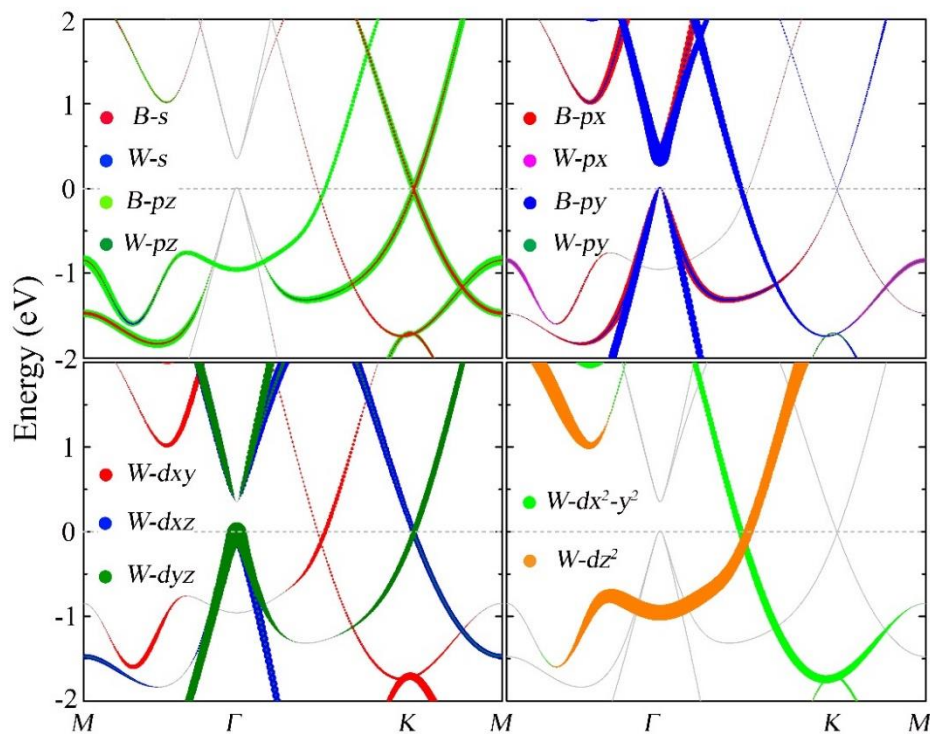 2
1
0
-1
-2
B-s
W-s
B-pz
W-pz
B-px
W-px
B-py
W-py
Energy (eV)
2
1
0
-1
-2
W-dxy
W-dxz
W-dyz
W-dx²-y²
W-dz²
M Γ K M
M Γ K M